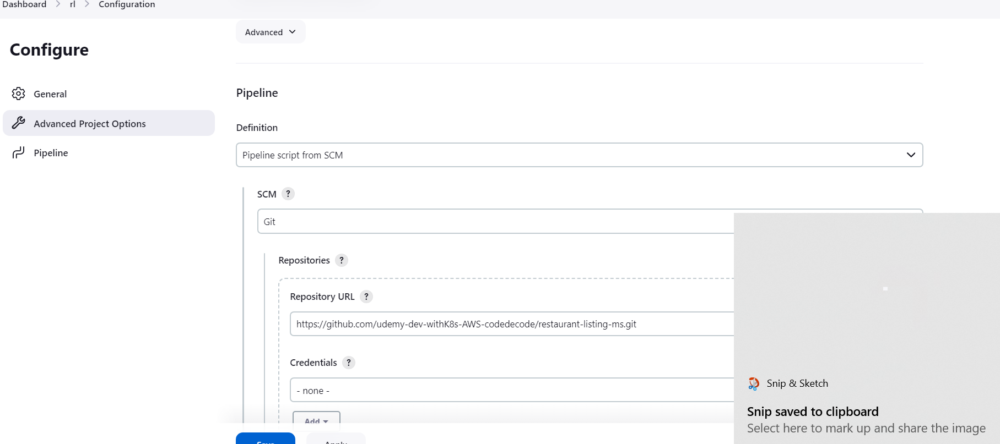 Dashboard > rl > Configuration
Advanced
Configure
General
Advanced Project Options
Pipeline
Pipeline
Definition
Pipeline script from SCM
SCM ?
Git
Repositories ?
Repository URL ?
https://github.com/udemy-dev-withK8s-AWS-codedecode/restaurant-listing-ms.git
Credentials ?
- none -
Add
Save
Apply
Snip & Sketch
Snip saved to clipboard
Select here to mark up and share the image